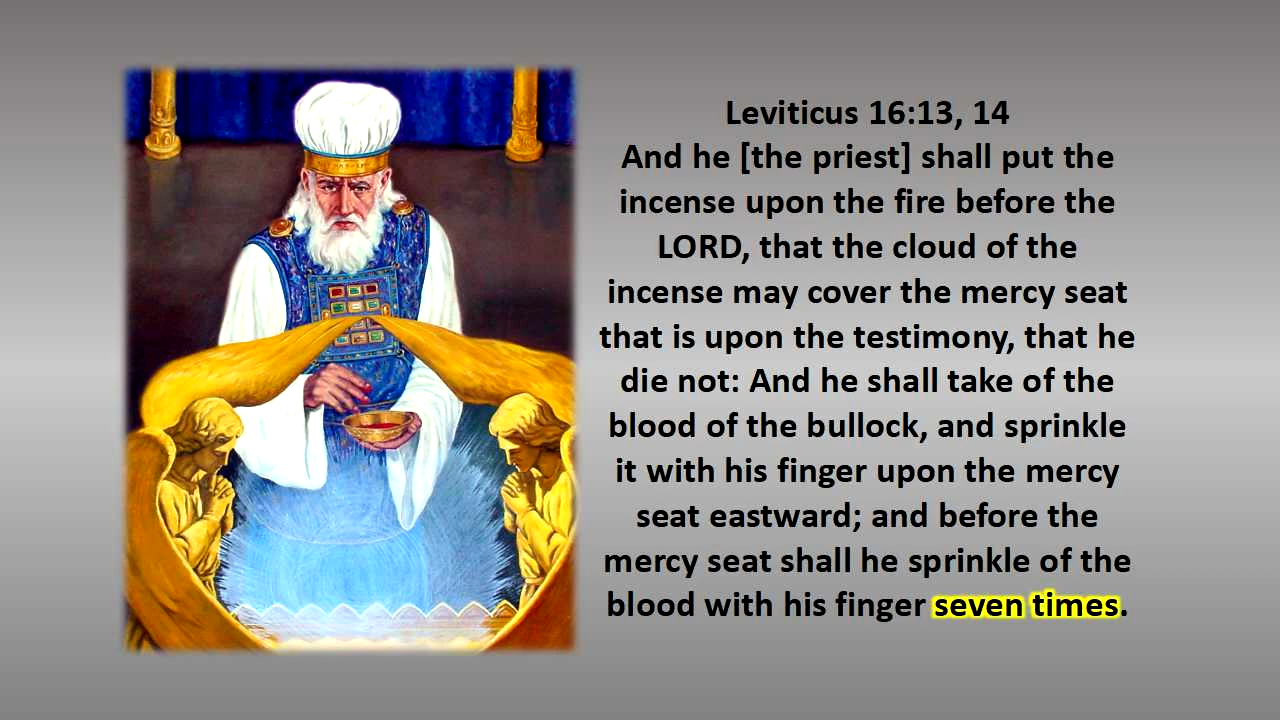 Leviticus 16:13, 14
And he [the priest] shall put the
incense upon the fire before the
LORD, that the cloud of the
incense may cover the mercy seat
that is upon the testimony, that he
die not: And he shall take of the
blood of the bullock, and sprinkle
it with his finger upon the mercy
seat eastward; and before the
mercy seat shall he sprinkle of the
blood with his finger seven times.